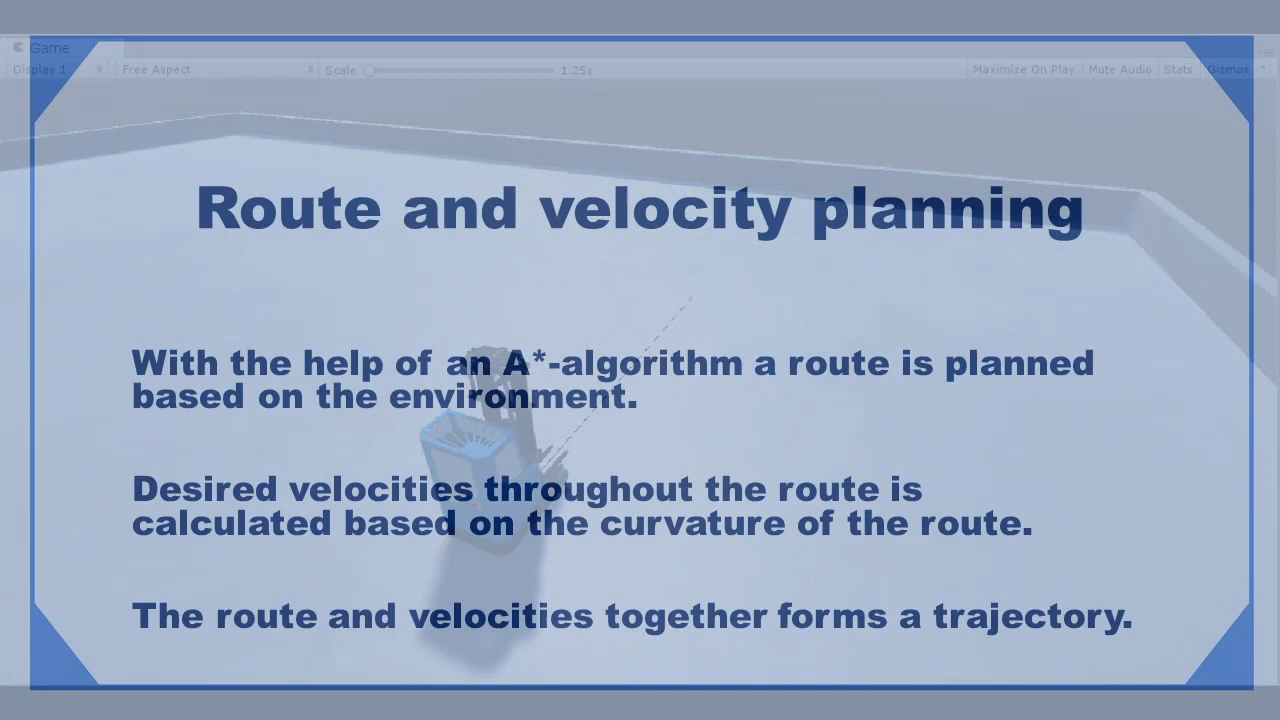 Game
Display 1 Free Aspect Scale 1.25x Maximize On Play Mute Audio Stats Gizmos
Route and velocity planning
With the help of an A*-algorithm a route is planned
based on the environment.
Desired velocities throughout the route is
calculated based on the curvature of the route.
The route and velocities together forms a trajectory.